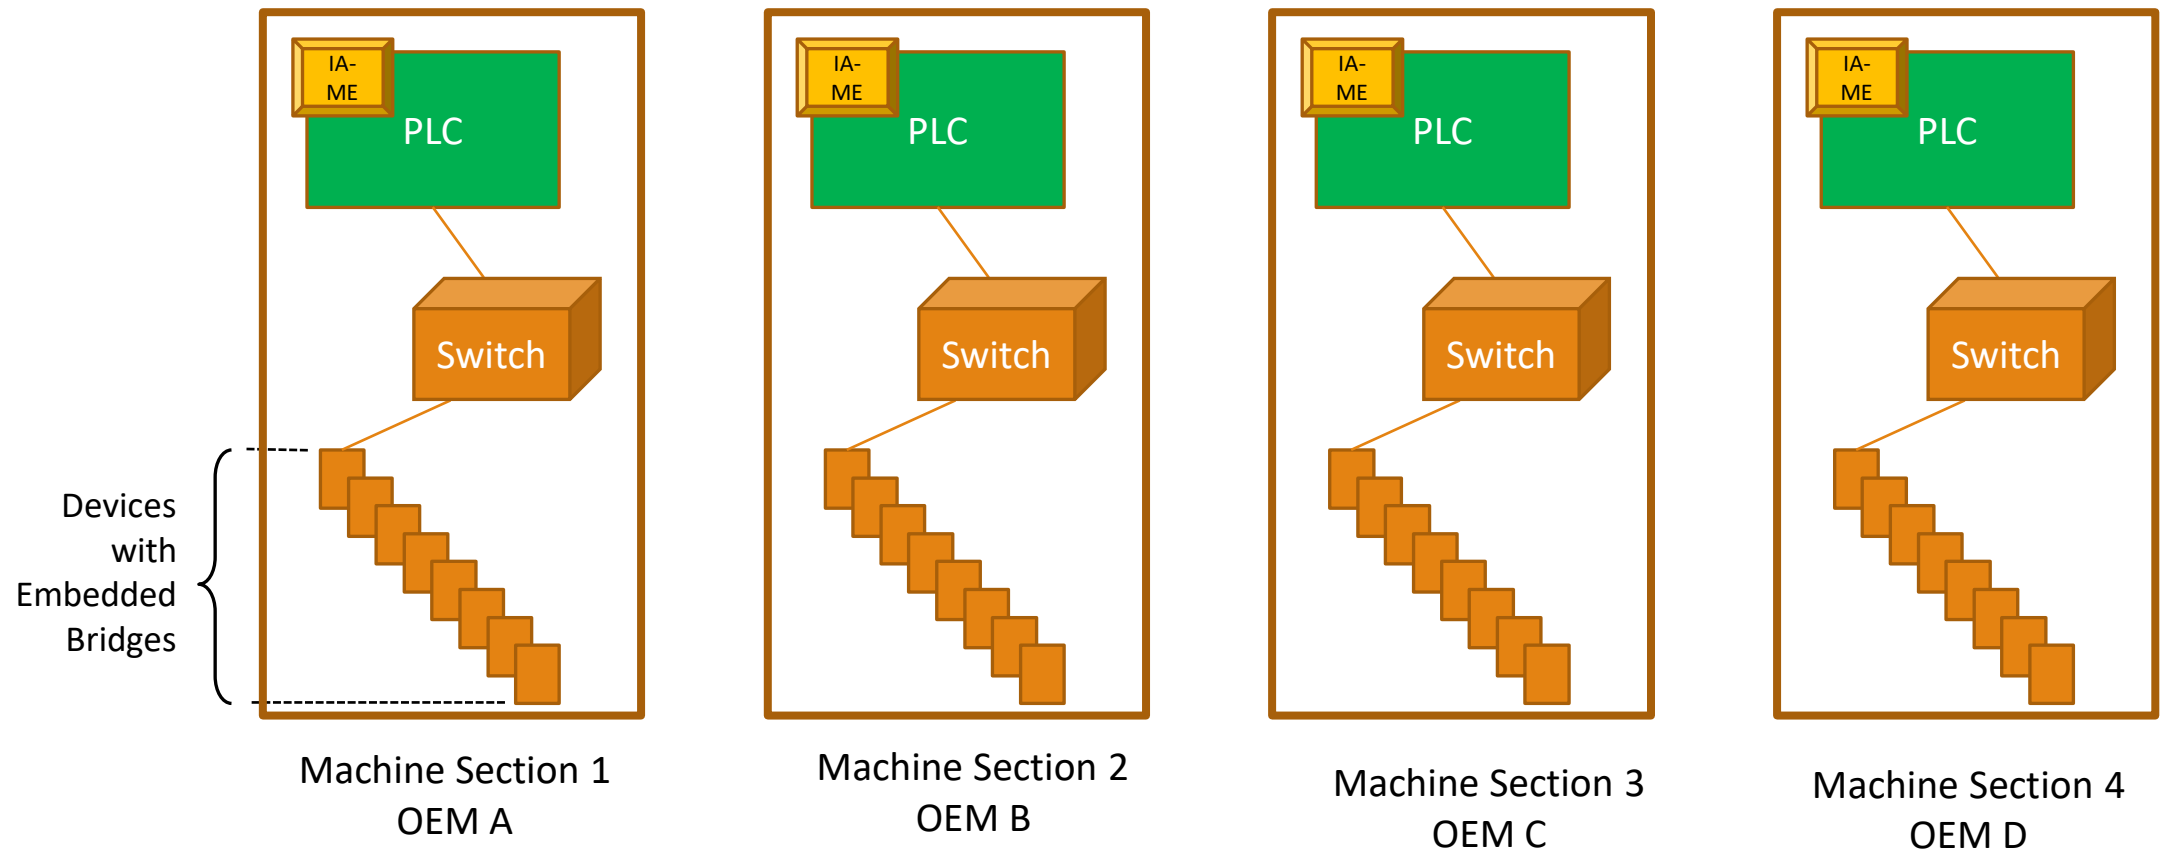 IA-
ME
PLC
Switch
IA-
ME
PLC
Switch
IA-
ME
PLC
Switch
IA-
ME
PLC
Switch
Devices
with
Embedded
Bridges
Machine Section 1
OEM A
Machine Section 2
OEM B
Machine Section 3
OEM C
Machine Section 4
OEM D